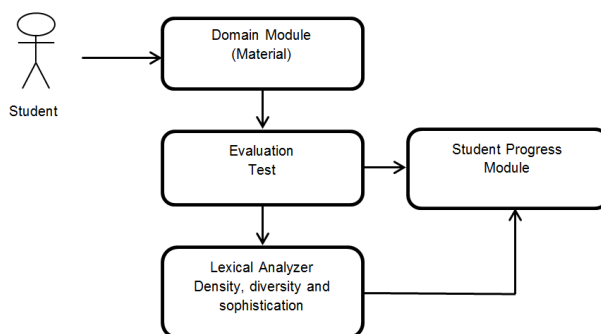 Student
Domain Module
(Material)
Evaluation
Test
Student Progress
Module
Lexical Analyzer
Density, diversity and
sophistication